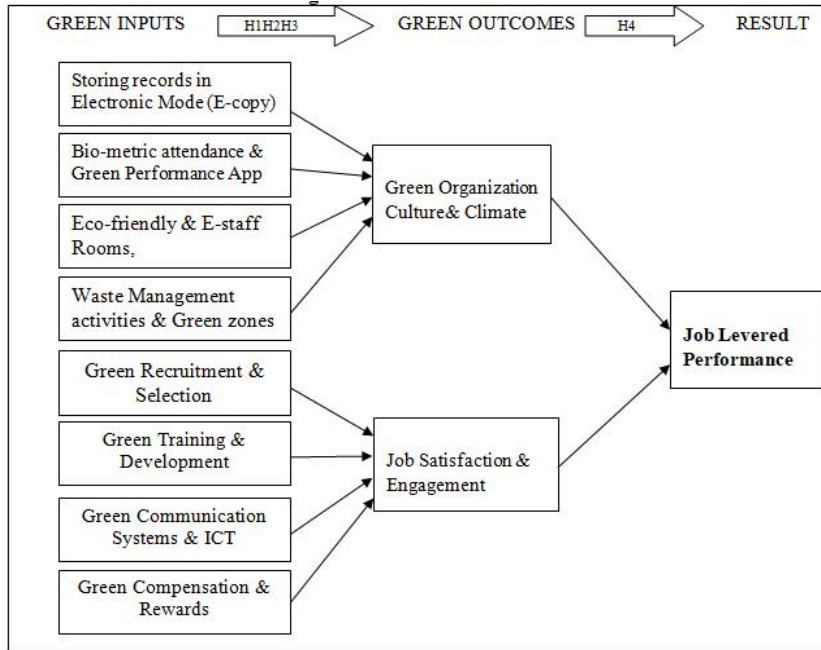 GREEN INPUTS
H1H2H3
GREEN OUTCOMES
H4
RESULT
Storing records in
Electronic Mode (E-copy)
Bio-metric attendance &
Green Performance App
Eco-friendly & E-staff
Rooms,
Waste Management
activities & Green zones
Green Recruitment &
Selection
Green Training &
Development
Green Communication
Systems & ICT
Green Compensation &
Rewards
Green Organization
Culture& Climate
Job Satisfaction &
Engagement
Job Levered
Performance